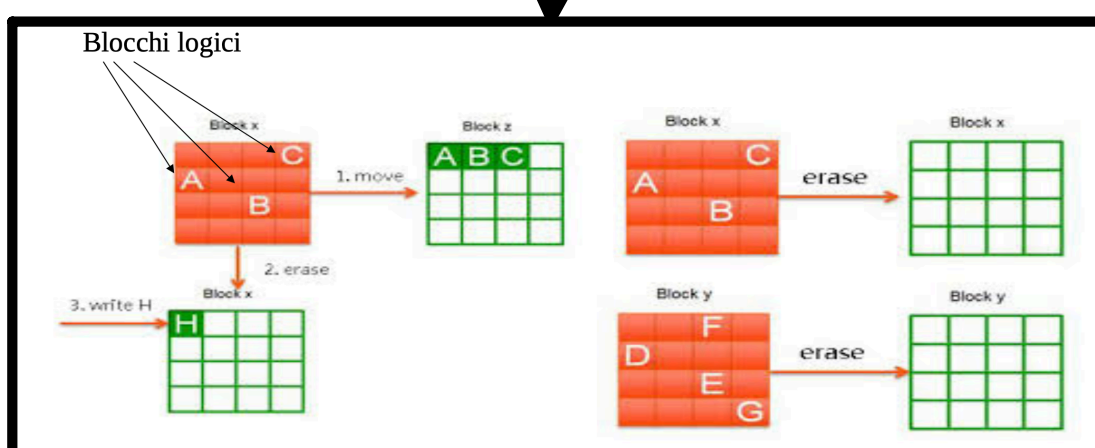 Blocchi logici
Block x
C
A
B
1. move
Block z
A B C
2. erase
Block x
3. write H
H
Block x
C
A
B
erase
Block x
Block y
F
D
E
G
erase
Block y